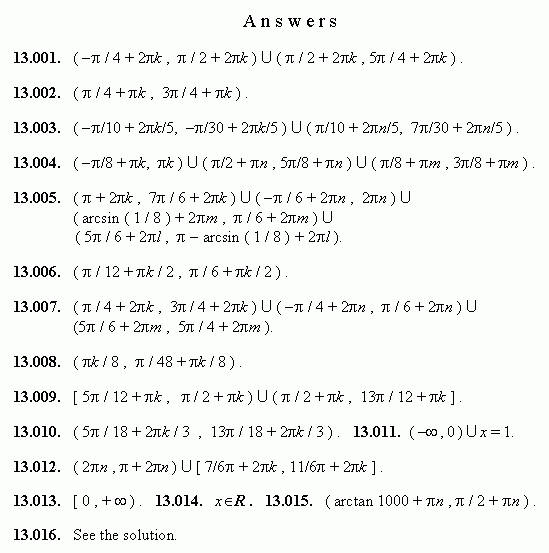 Answers
13.001. ( −π / 4 + 2πk , π / 2 + 2πk ) U ( π / 2 + 2πk , 5π / 4 + 2πk ) .
13.002. ( π / 4 + πk , 3π / 4 + πk ) .
13.003. ( −π/10 + 2πk/5, −π/30 + 2πk/5 ) U ( π/10 + 2πn/5, 7π/30 + 2πn/5 ) .
13.004. ( −π/8 + πk, πk ) U ( π/2 + πn , 5π/8 + πn ) U ( π/8 + πm , 3π/8 + πm ) .
13.005. ( π + 2πk , 7π / 6 + 2πk ) U ( −π / 6 + 2πn , 2πn ) U
( arcsin ( 1 / 8 ) + 2πm , π / 6 + 2πm ) U
( 5π / 6 + 2πl , π − arcsin ( 1 / 8 ) + 2πl ).
13.006. ( π / 12 + πk / 2 , π / 6 + πk / 2 ) .
13.007. ( π / 4 + 2πk , 3π / 4 + 2πk ) U ( −π / 4 + 2πn , π / 6 + 2πn ) U
(5π / 6 + 2πm , 5π / 4 + 2πm ).
13.008. ( πk / 8 , π / 48 + πk / 8 ) .
13.009. [ 5π / 12 + πk , π / 2 + πk ) U ( π / 2 + πk , 13π / 12 + πk ] .
13.010. ( 5π / 18 + 2πk / 3 , 13π / 18 + 2πk / 3 ) . 13.011. ( −∞ , 0 ) U x = 1.
13.012. ( 2πn , π + 2πn ) U [ 7/6π + 2πk , 11/6π + 2πk ] .
13.013. [ 0 , + ∞ ) . 13.014. x∈R . 13.015. ( arctan 1000 + πn , π / 2 + πn ) .
13.016. See the solution.